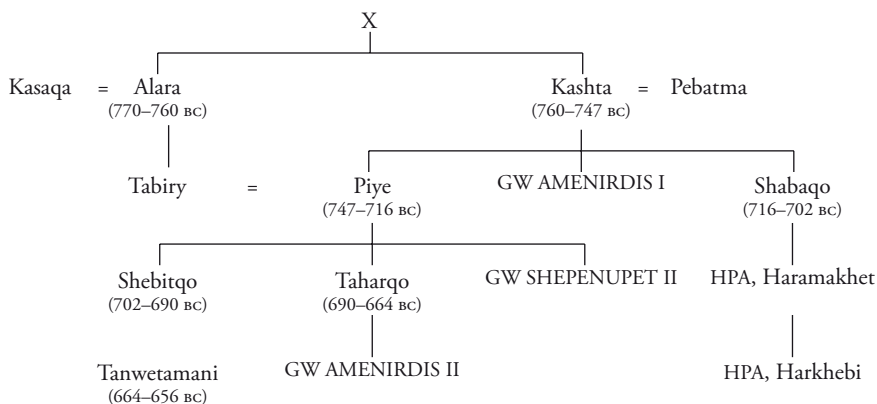 X
Kasaqa = Alara Kashta = Pebatma
(770–760 BC) (760–747 BC)
Tabiry = Piye GW AMENIRDIS I Shabaqo
(747–716 BC) (716–702 BC)
Shebitqo Taharqo GW SHEPENUPET II HPA, Haramakhet
(702–690 BC) (690–664 BC)
Tanwetamani GW AMENIRDIS II HPA, Harkhebi
(664–656 BC)